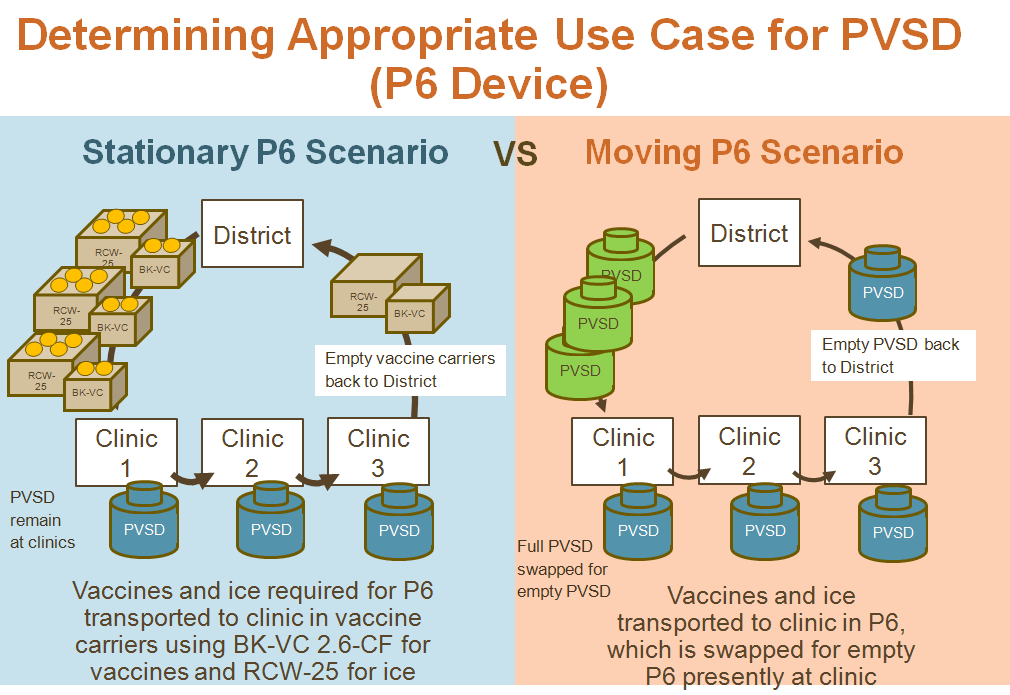 Determining Appropriate Use Case for PVSD
(P6 Device)
Stationary P6 Scenario
VS
Moving P6 Scenario
District
RCW-
25
BK-VC
RCW-
25
BK-VC
RCW-
25
BK-VC
RCW-
25
BK-VC
Empty vaccine carriers
back to District
Clinic
1
Clinic
2
Clinic
3
PVSD
remain
at clinics
PVSD
PVSD
PVSD
Vaccines and ice required for P6
transported to clinic in vaccine
carriers using BK-VC 2.6-CF for
vaccines and RCW-25 for ice
District
PVSD
PVSD
PVSD
PVSD
Empty PVSD back
to District
Clinic
1
Clinic
2
Clinic
3
PVSD
PVSD
PVSD
Full PVSD
swapped for
empty PVSD
Vaccines and ice
transported to clinic in P6,
which is swapped for empty
P6 presently at clinic